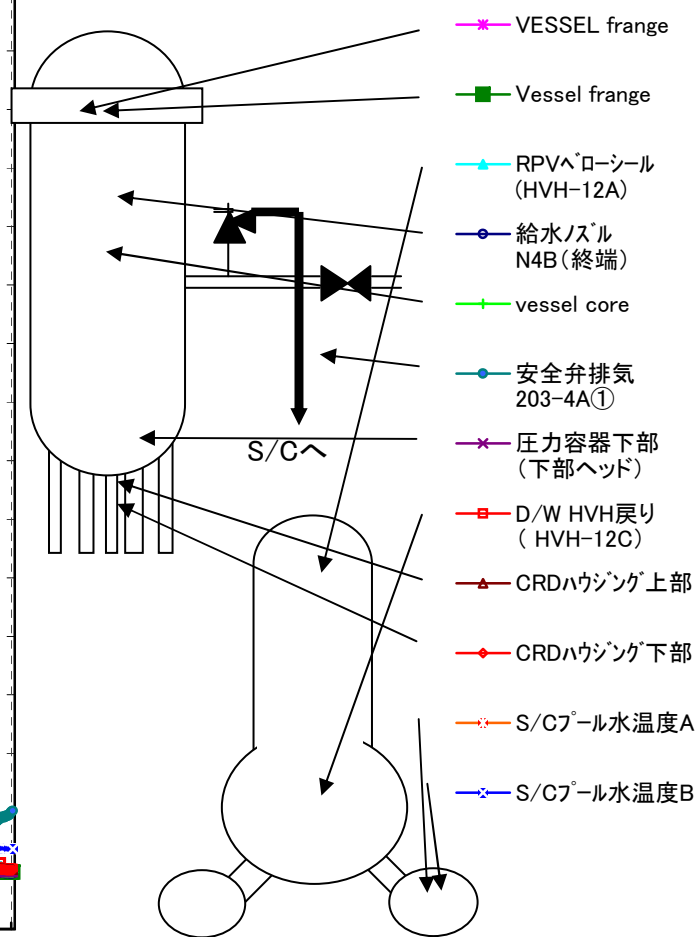 VESSEL frange
Vessel frange
RPVベローシール
(HVH-12A)
給水ノズル
N4B(終端)
vessel core
安全弁排気
203-4A①
S/Cへ
圧力容器下部
(下部ヘッド)
D/W HVH戻り
( HVH-12C)
CRDハウジング上部
CRDハウジング下部
S/Cプール水温度A
S/Cプール水温度B